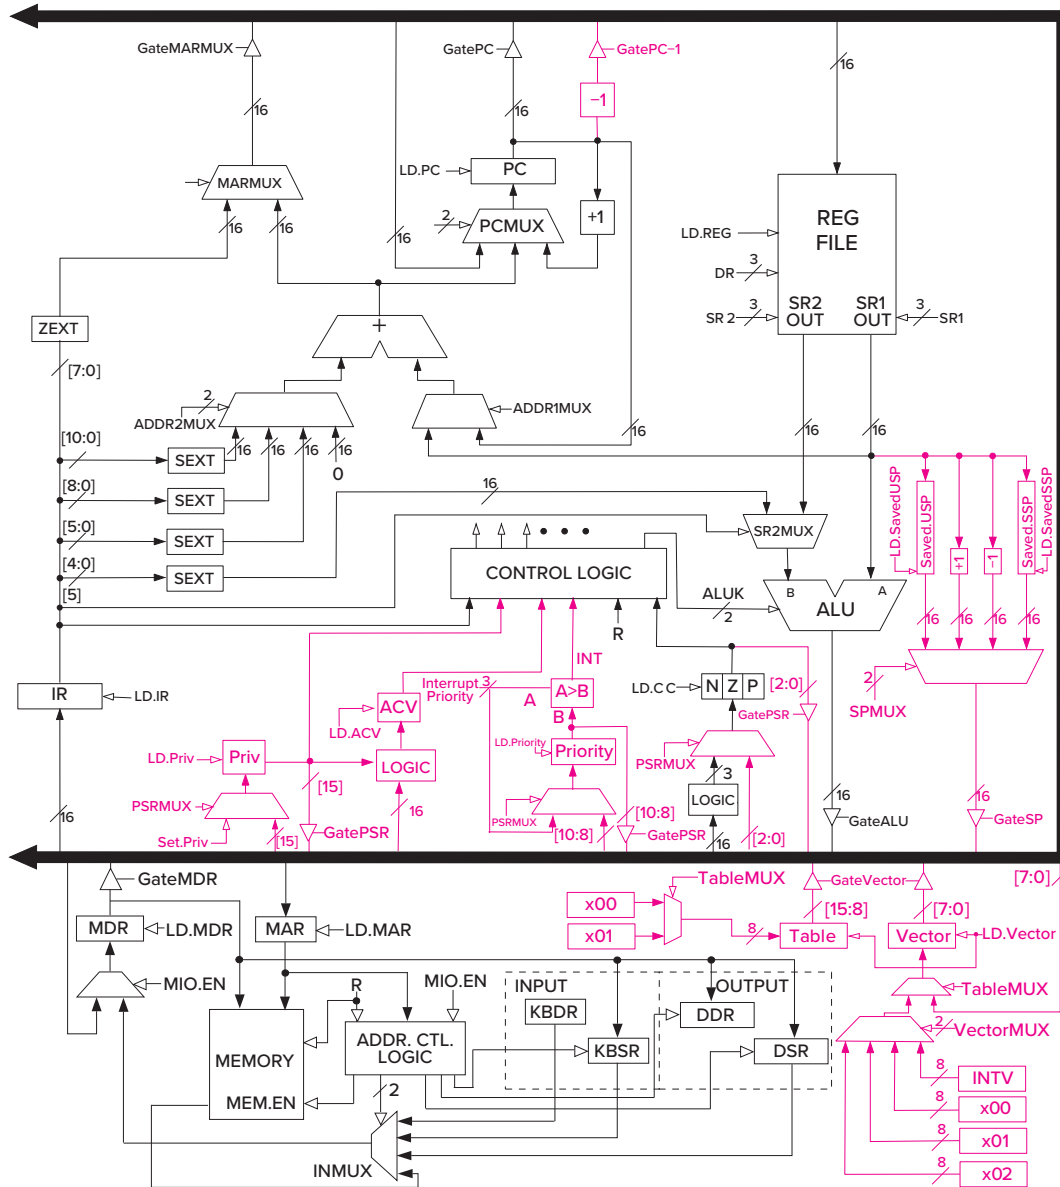 GateMARMUX
GatePC
GatePC−1
16
16
−1
16
MARMUX
LD.PC
PC
+1
2
PCMUX
16
16
16
REG
FILE
LD.REG
3
DR
3
SR2
SR2
OUT
SR1
OUT
3
SR1
ZEXT
+
[7:0]
2
ADDR2MUX
ADDR1MUX
16
16
16
16
16
16
16
0
[10:0]
SEXT
[8:0]
SEXT
[5:0]
SEXT
[4:0]
SEXT
[5]
16
SR2MUX
LD.SavedUSP
Saved.USP
+1
−1
Saved.SSP
LD.SavedSSP
CONTROL LOGIC
ALUK
2
B
ALU
A
16
16
16
16
R
IR
LD.IR
INT
Interrupt
Priority
3
A
A>B
B
LD.CC
N
Z
P
[2:0]
GatePSR
2
SPMUX
ACV
LD.ACV
LD.Priv
Priv
LOGIC
LD.Priority
Priority
PSRMUX
3
LOGIC
PSRMUX
[15]
16
PSRMUX
[10:8]
GatePSR
16
Set.Priv
[15]
GatePSR
[10:8]
16
[2:0]
16
GateALU
16
GateSP
GateMDR
TableMUX
GateVector
[7:0]
MDR
LD.MDR
MAR
LD.MAR
x00
x01
8
[15:8]
Table
[7:0]
Vector
LD.Vector
MIO.EN
R
MIO.EN
INPUT
OUTPUT
KBDR
DDR
TableMUX
MEMORY
ADDR. CTL.
LOGIC
KBSR
DSR
2
VectorMUX
MEM.EN
2
8
INTV
8
x00
8
x01
INMUX
8
x02